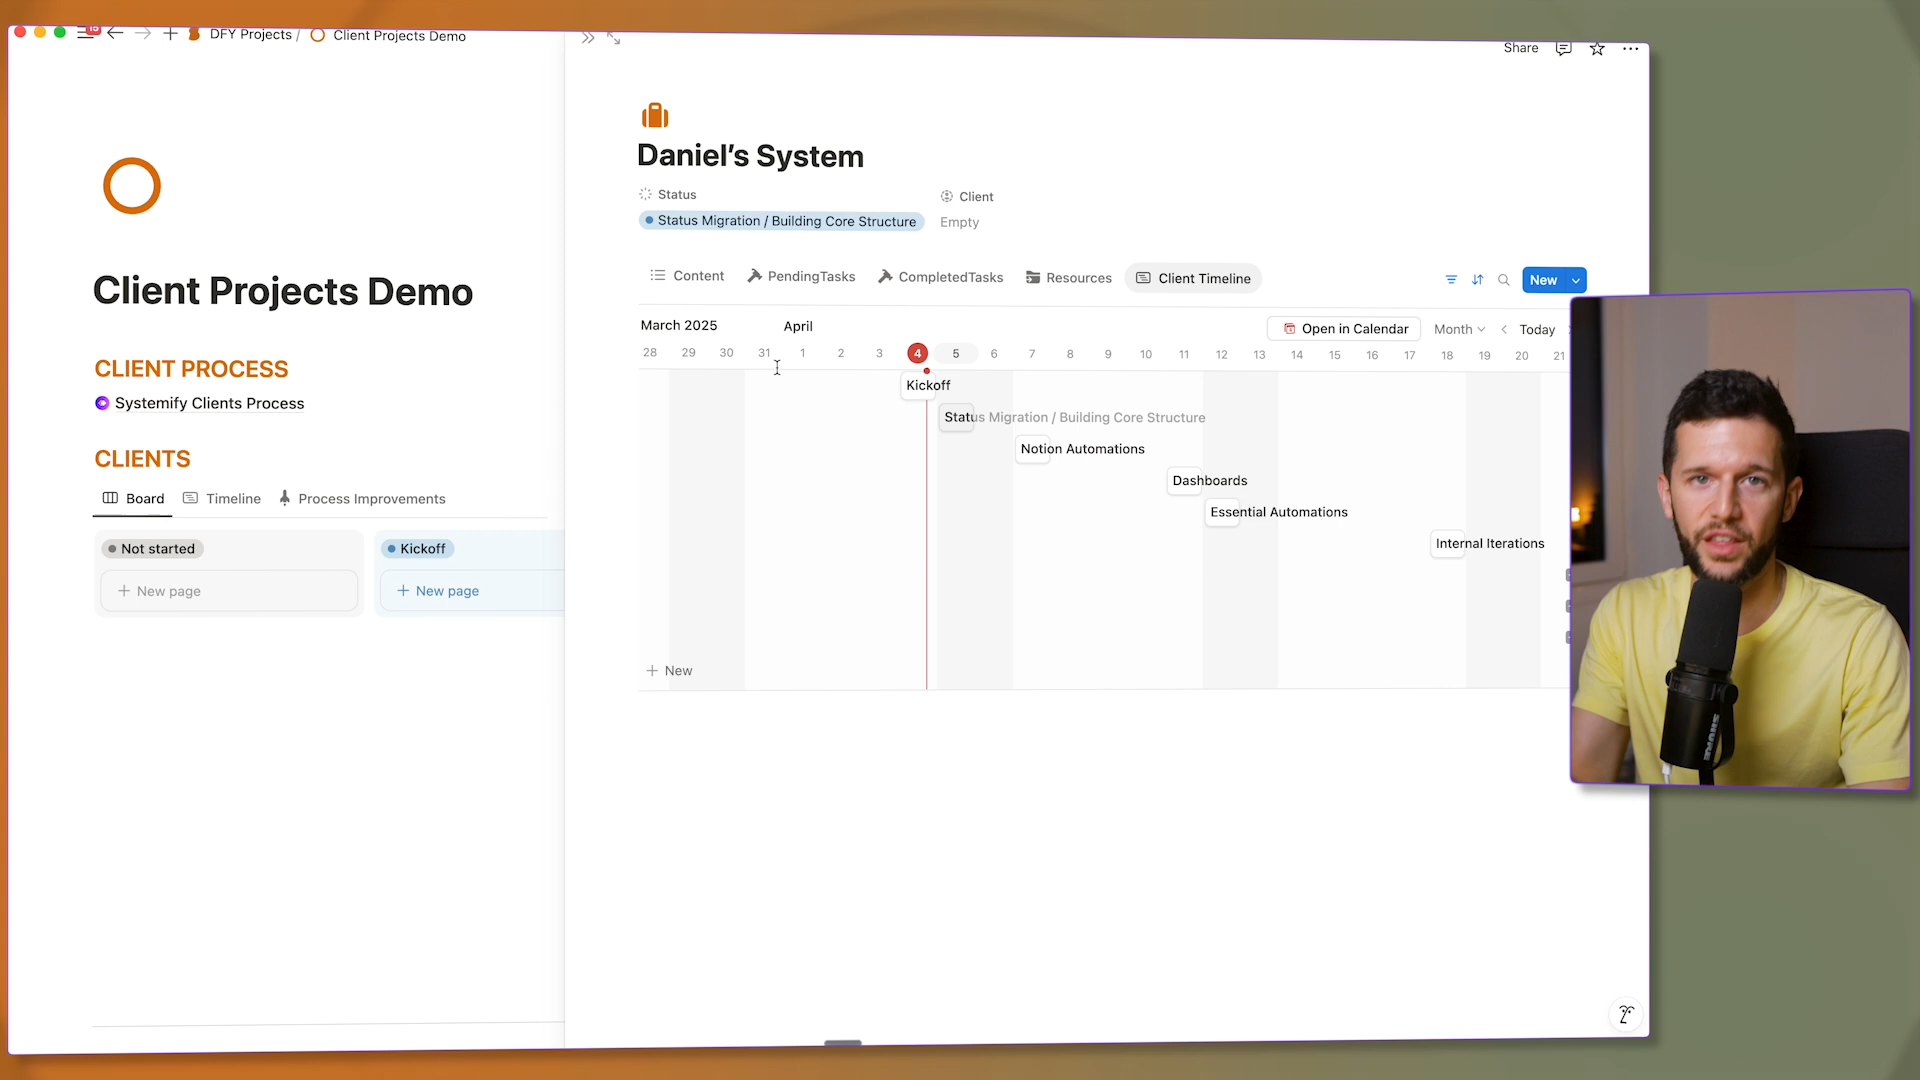 15
DFY Projects / Client Projects Demo
Share
Client Projects Demo
CLIENT PROCESS
Systemify Clients Process
CLIENTS
Board Timeline Process Improvements
Not started
Kickoff
+ New page
+ New page
Daniel's System
Status
Client
Status Migration / Building Core Structure
Empty
Content PendingTasks CompletedTasks Resources Client Timeline
New
March 2025 April
Open in Calendar Month Today
28 29 30 31 1 2 3 4 5 6 7 8 9 10 11 12 13 14 15 16 17 18 19 20 21
Kickoff
Status Migration / Building Core Structure
Notion Automations
Dashboards
Essential Automations
Internal Iterations
+ New
SHURE